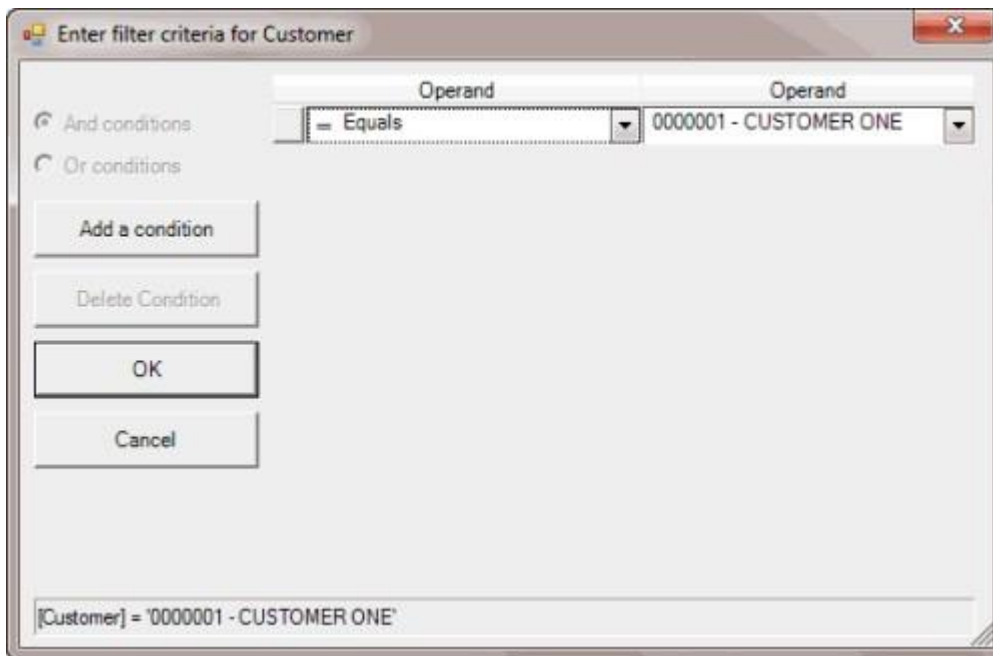 Enter filter criteria for Customer
Operand Operand
And conditions
= Equals 0000001 - CUSTOMER ONE
Or conditions
Add a condition
Delete Condition
OK
Cancel
[Customer] = '0000001 - CUSTOMER ONE'